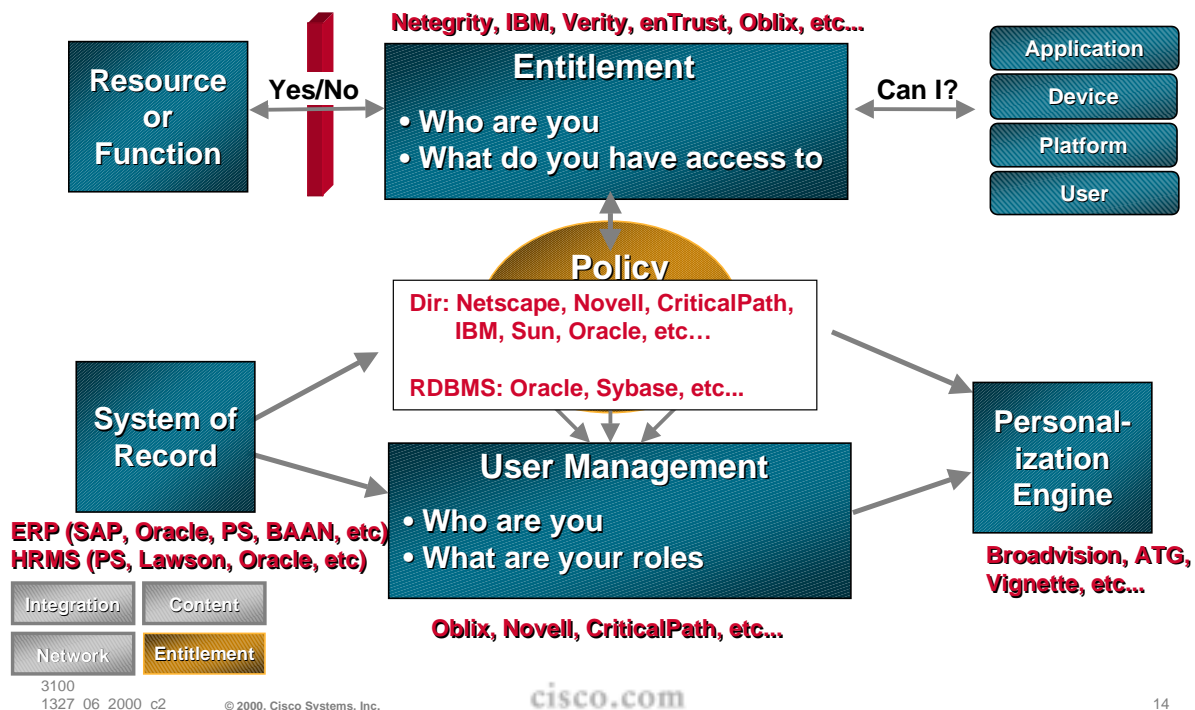 Netegrity, IBM, Verity, enTrust, Oblix, etc...
Resource
or
Function
Yes/No
Entitlement
• Who are you
• What do you have access to
Can I?
Application
Device
Platform
User
Policy
Dir: Netscape, Novell, CriticalPath,
IBM, Sun, Oracle, etc…
RDBMS: Oracle, Sybase, etc...
System of
Record
User Management
• Who are you
• What are your roles
Personal-
ization
Engine
ERP (SAP, Oracle, PS, BAAN, etc)
HRMS (PS, Lawson, Oracle, etc)
Broadvision, ATG,
Vignette, etc...
Oblix, Novell, CriticalPath, etc...
Integration
Content
Network
Entitlement
3100
1327_06_2000_c2
© 2000, Cisco Systems, Inc.
cisco.com
14